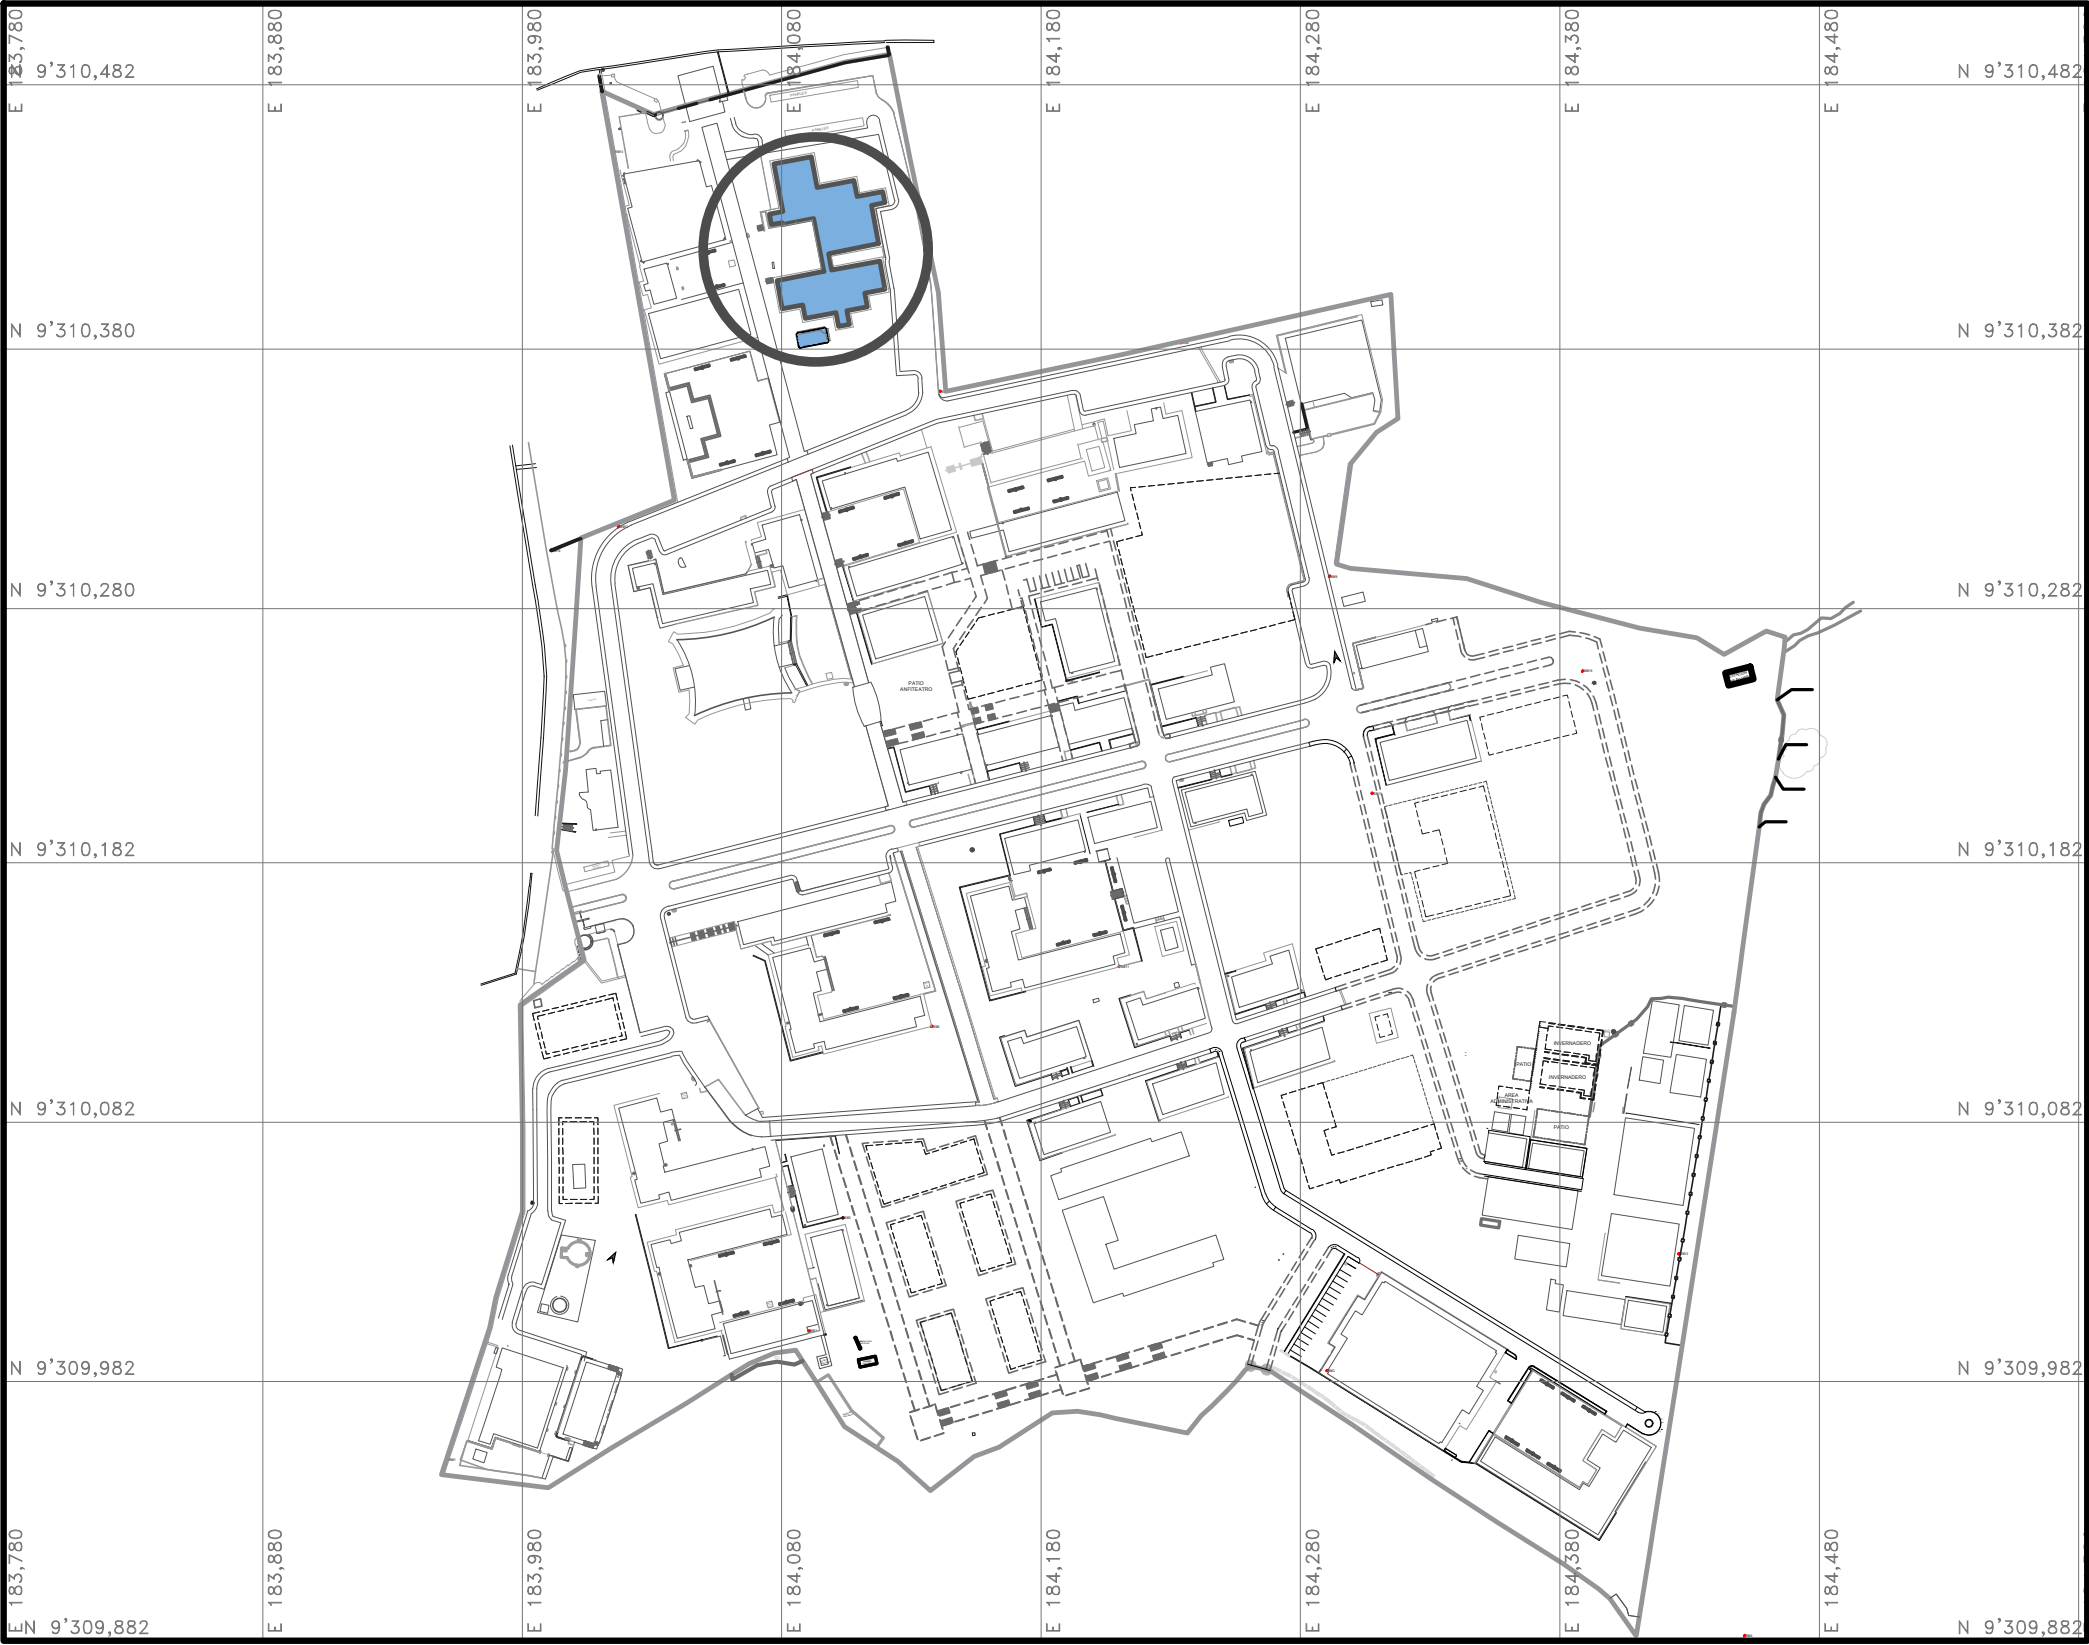 E 183,780
E 183,880
E 183,980
E 184,080
E 184,180
E 184,280
E 184,380
E 184,480
N 9'310,482
N 9'310,482
N 9'310,380
N 9'310,382
N 9'310,280
N 9'310,282
PATIO
ANFITEATRO
N 9'310,182
N 9'310,182
INVERNADERO
PATIO
INVERNADERO
AREA
ADMINISTRATIVA
N 9'310,082
N 9'310,082
PATIO
N 9'309,982
N 9'309,982
E 183,780
E 183,880
E 183,980
E 184,080
E 184,180
E 184,280
E 184,380
E 184,480
N 9'309,882
N 9'309,882